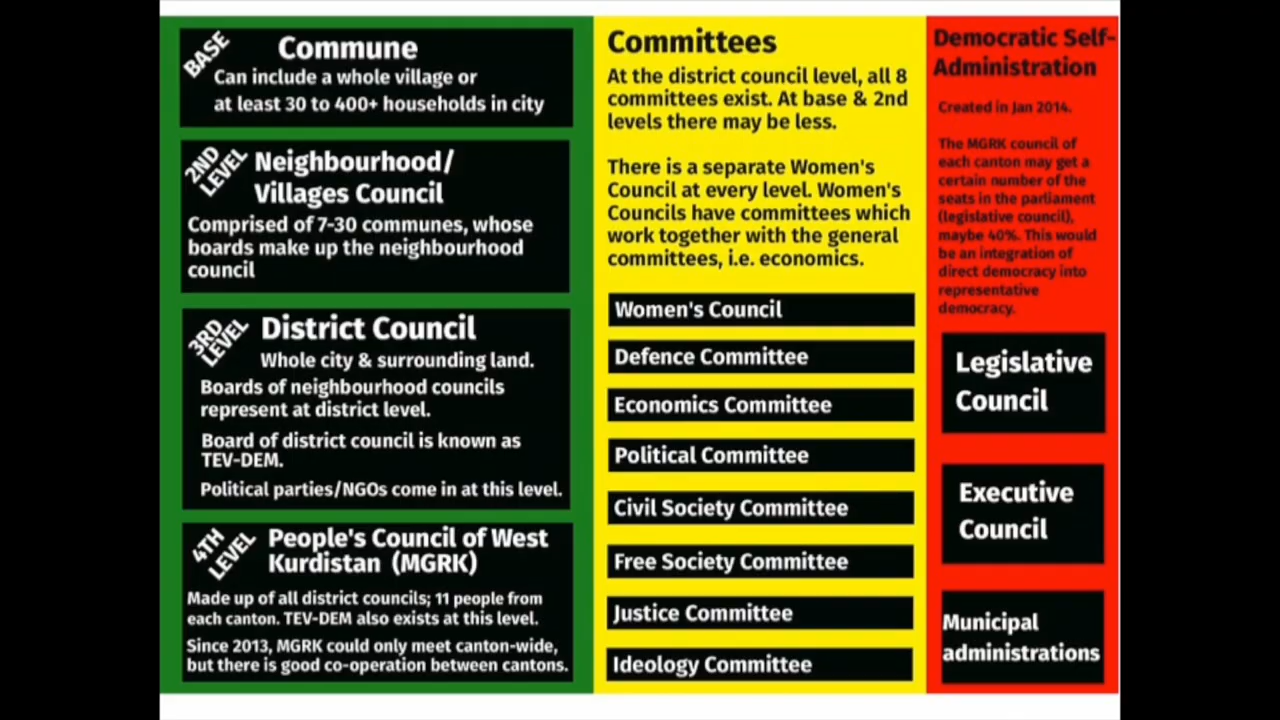 BASE
Commune
Can include a whole village or
at least 30 to 400+ households in city
2ND
LEVEL
Neighbourhood/
Villages Council
Comprised of 7-30 communes, whose
boards make up the neighbourhood
council
3RD
LEVEL
District Council
Whole city & surrounding land.
Boards of neighbourhood councils
represent at district level.
Board of district council is known as
TEV-DEM.
Political parties/NGOs come in at this level.
4TH
LEVEL
People's Council of West
Kurdistan (MGRK)
Made up of all district councils; 11 people from
each canton. TEV-DEM also exists at this level.
Since 2013, MGRK could only meet canton-wide,
but there is good co-operation between cantons.
Committees
At the district council level, all 8
committees exist. At base & 2nd
levels there may be less.
There is a separate Women's
Council at every level. Women's
Councils have committees which
work together with the general
committees, i.e. economics.
Women's Council
Defence Committee
Economics Committee
Political Committee
Civil Society Committee
Free Society Committee
Justice Committee
Ideology Committee
Democratic Self-
Administration
Created in Jan 2014.
The MGRK council of
each canton may get a
certain number of the
seats in the parliament
(legislative council),
maybe 40%. This would
be an integration of
direct democracy into
representative
democracy.
Legislative
Council
Executive
Council
Municipal
administrations